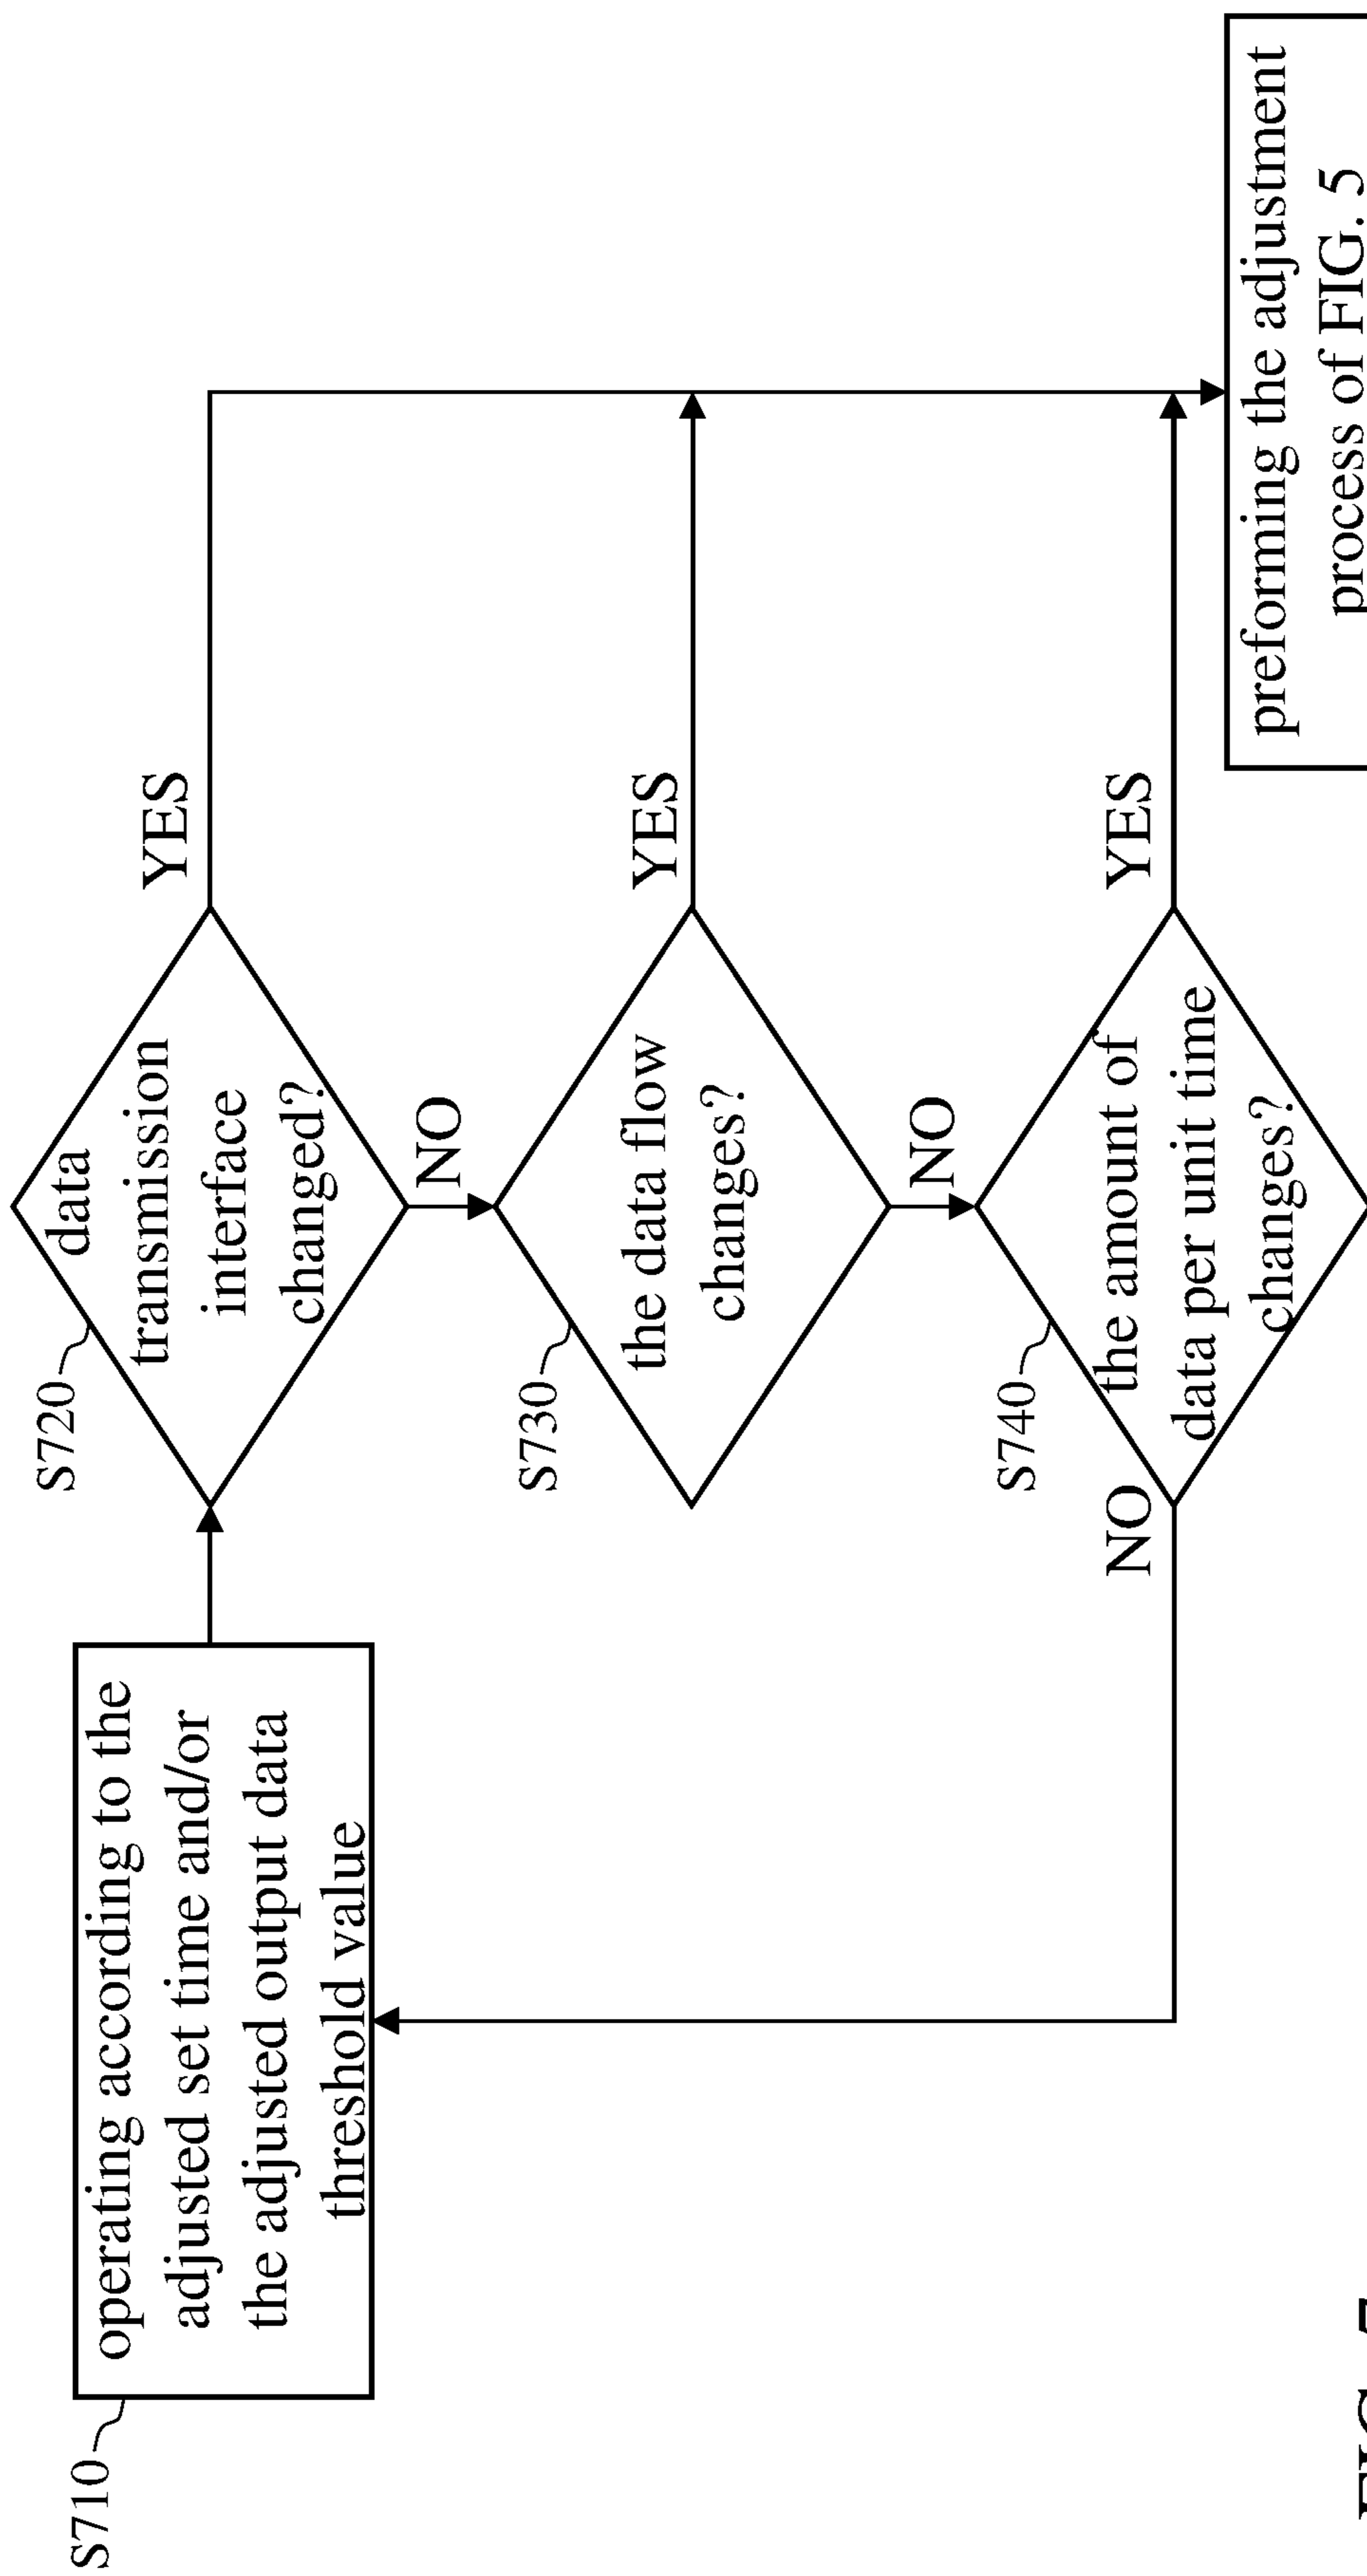 S710
operating according to the
adjusted set time and/or
the adjusted output data
threshold value
S720
data
transmission
interface
changed?
YES
NO
S730
the data flow
changes?
YES
NO
S740
the amount of
data per unit time
changes?
YES
NO
preforming the adjustment
process of FIG. 5